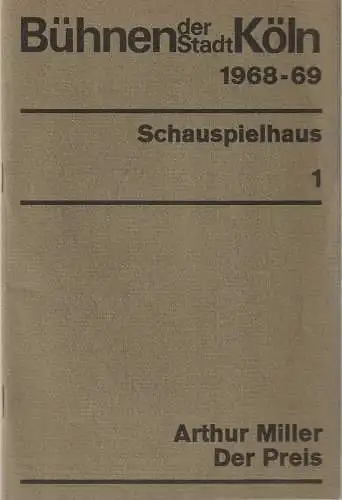 Bühnen der Stadt Köln
1968-69
Schauspielhaus
1
Arthur Miller
Der Preis